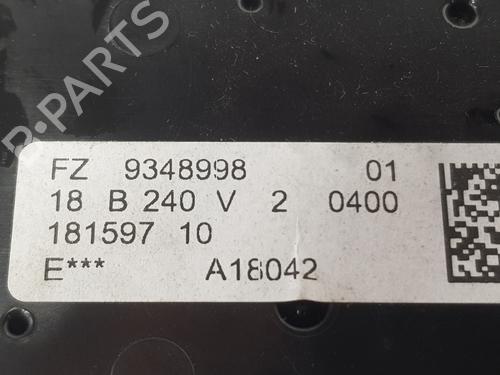 B-PARTS
FZ 9348998 01
18 B 240 V 2 0400
181597 10
E*** A18042